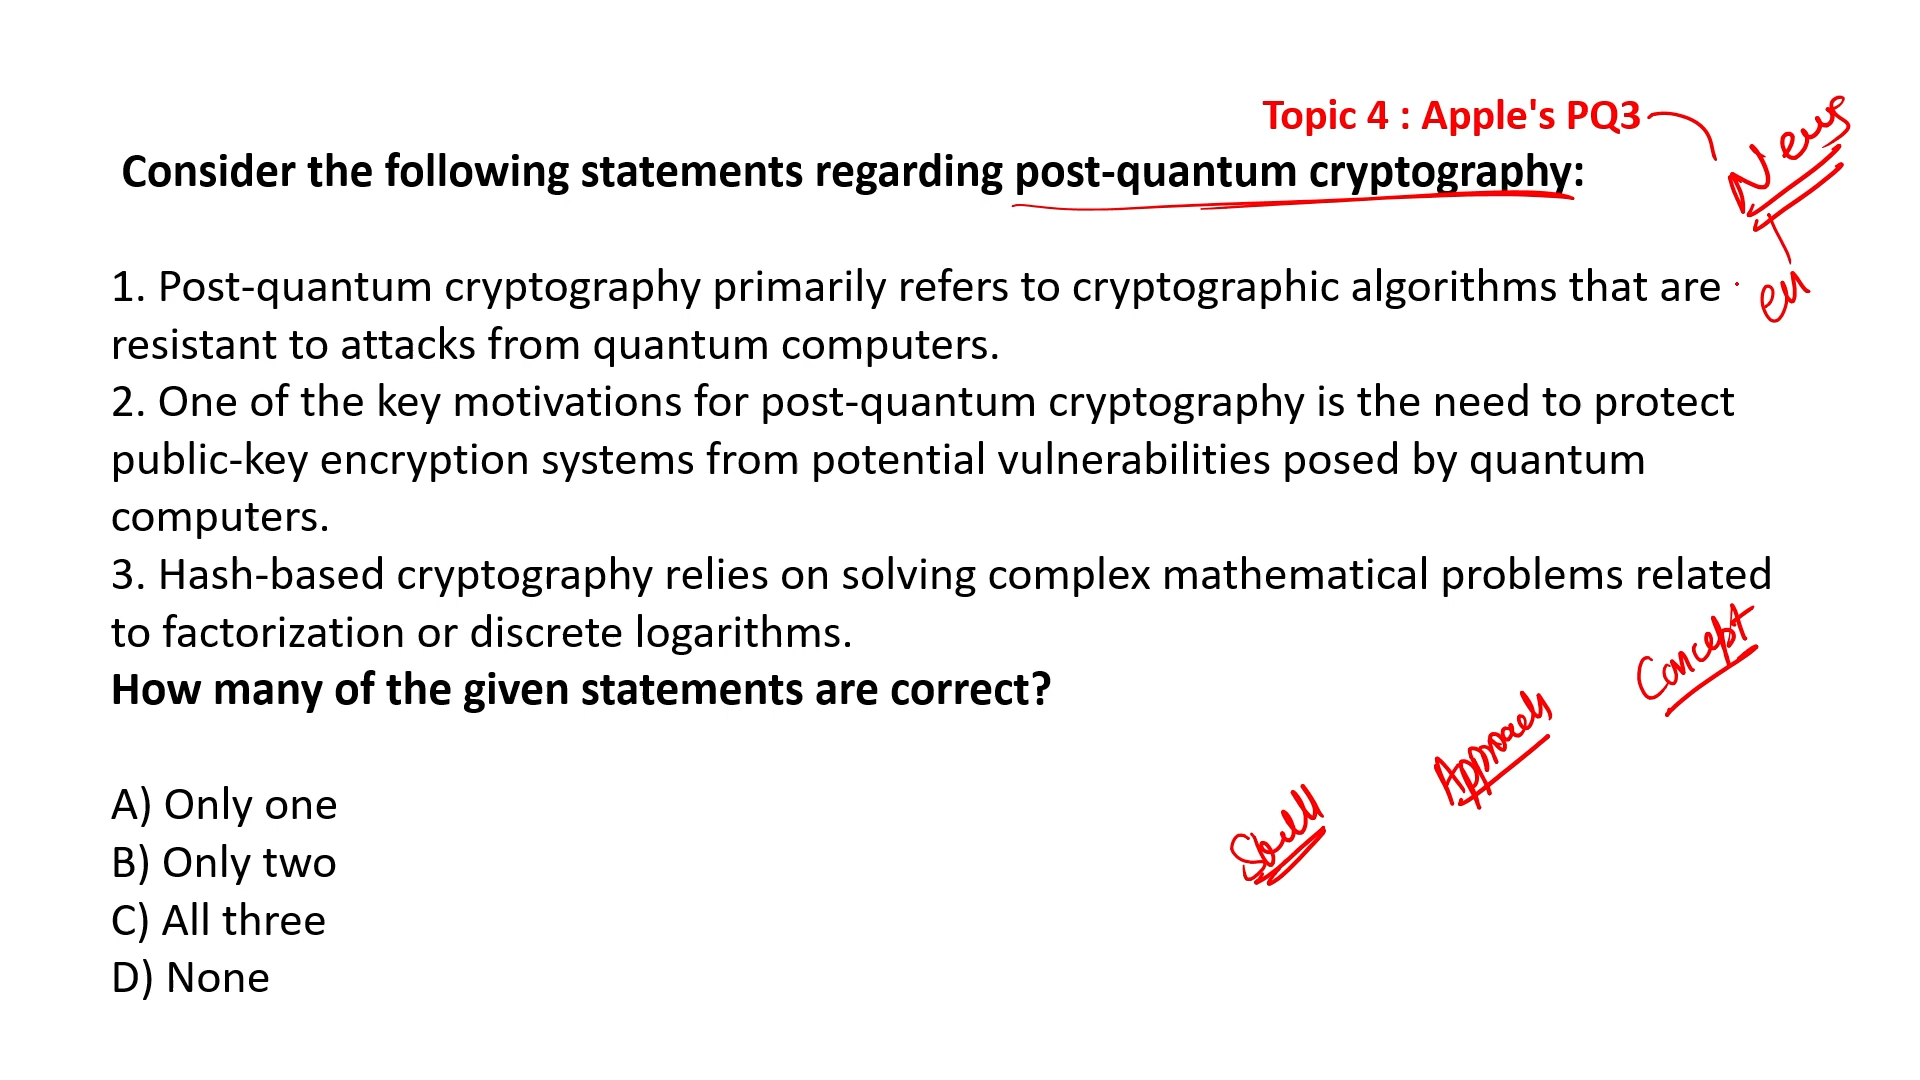 Topic 4 : Apple's PQ3
News
Consider the following statements regarding post-quantum cryptography:
1. Post-quantum cryptography primarily refers to cryptographic algorithms that are
resistant to attacks from quantum computers.
2. One of the key motivations for post-quantum cryptography is the need to protect
public-key encryption systems from potential vulnerabilities posed by quantum
computers.
3. Hash-based cryptography relies on solving complex mathematical problems related
to factorization or discrete logarithms.
How many of the given statements are correct?
Concept
Approach
A) Only one
B) Only two
C) All three
D) None